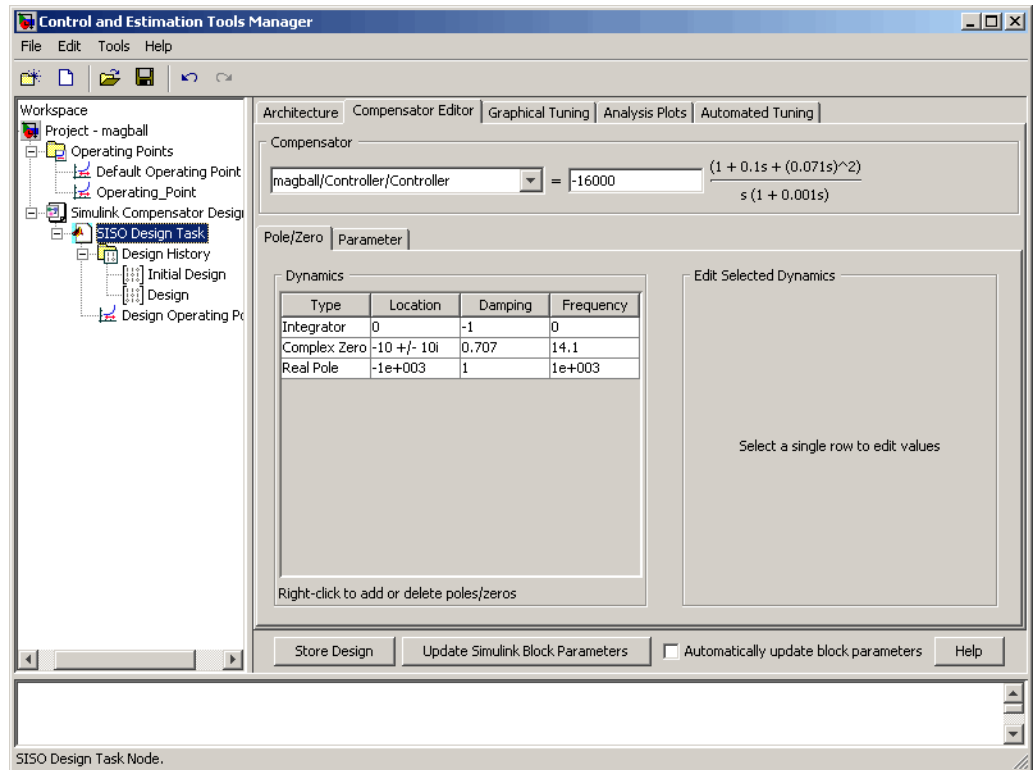 Control and Estimation Tools Manager
File Edit Tools Help
Workspace
Project - magball
Operating Points
Default Operating Point
Operating_Point
Simulink Compensator Desig
SISO Design Task
Design History
Initial Design
Design
Design Operating Po
Architecture Compensator Editor Graphical Tuning Analysis Plots Automated Tuning
Compensator
magball/Controller/Controller = -16000
(1 + 0.1s + (0.071s)^2)
s (1 + 0.001s)
Pole/Zero Parameter
Dynamics
Type Location Damping Frequency
Integrator 0 -1 0
Complex Zero -10 +/- 10i 0.707 14.1
Real Pole -1e+003 1 1e+003
Right-click to add or delete poles/zeros
Edit Selected Dynamics
Select a single row to edit values
Store Design Update Simulink Block Parameters Automatically update block parameters Help
SISO Design Task Node.